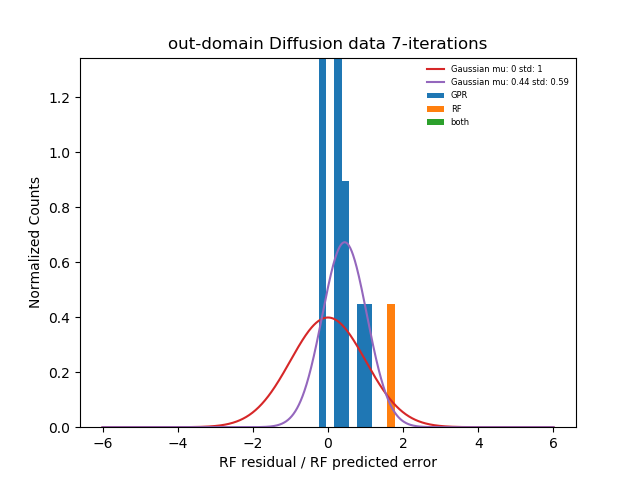 out-domain Diffusion data 7-iterations
Gaussian mu: 0 std: 1
Gaussian mu: 0.44 std: 0.59
GPR
RF
both
Normalized Counts
1.2
1.0
0.8
0.6
0.4
0.2
0.0
−6
−4
−2
0
2
4
6
RF residual / RF predicted error